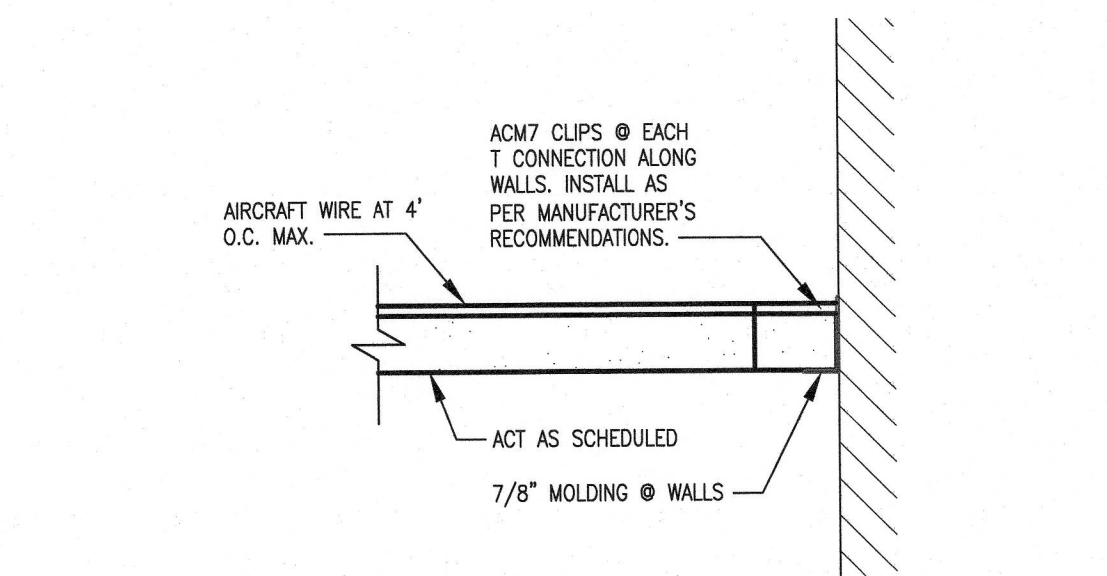 ACM7 CLIPS @ EACH
T CONNECTION ALONG
WALLS. INSTALL AS
PER MANUFACTURER'S
RECOMMENDATIONS.
AIRCRAFT WIRE AT 4'
O.C. MAX.
ACT AS SCHEDULED
7/8" MOLDING @ WALLS